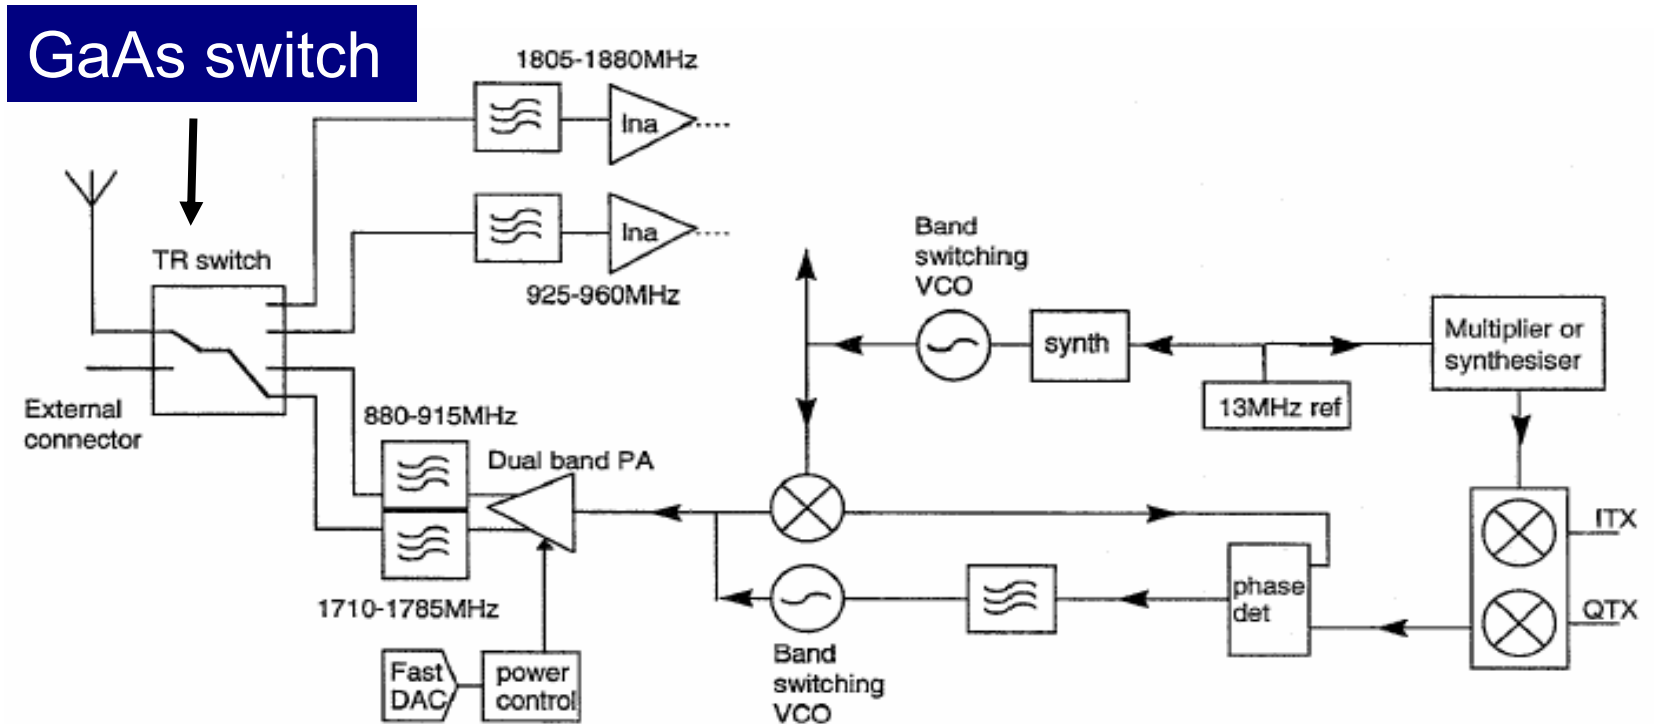 GaAs switch
1805-1880MHz
lna
lna
925-960MHz
TR switch
External
connector
880-915MHz
Dual band PA
1710-1785MHz
Fast
DAC
power
control
Band
switching
VCO
synth
13MHz ref
Multiplier or
synthesiser
ITX
QTX
phase
det
Band
switching
VCO